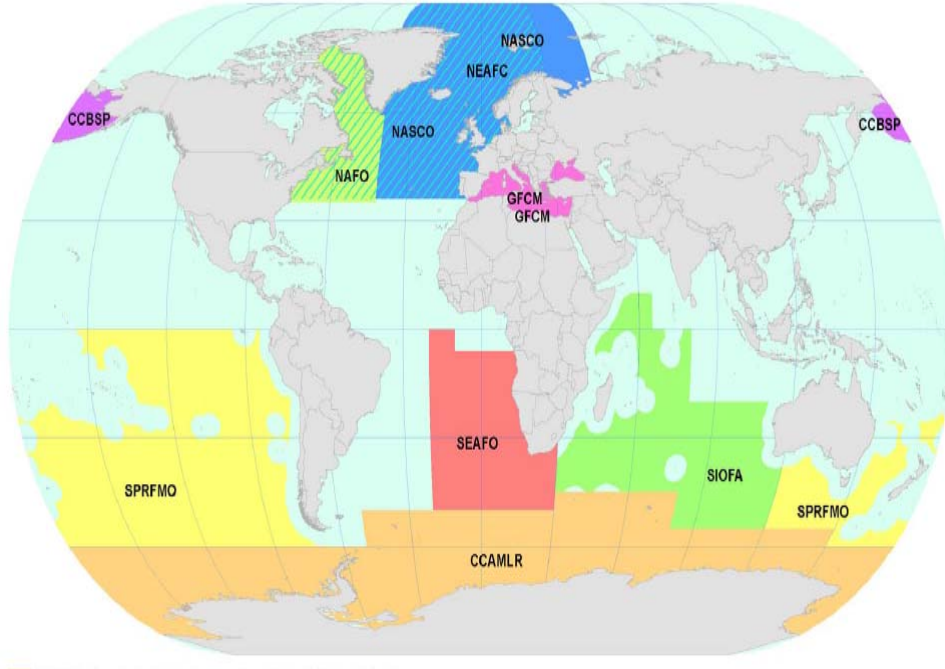 NASCO
NEAFC
CCBSP
NASCO
CCBSP
NAFO
GFCM
GFCM
SEAFO
SIOFA
SPRFMO
SPRFMO
CCAMLR